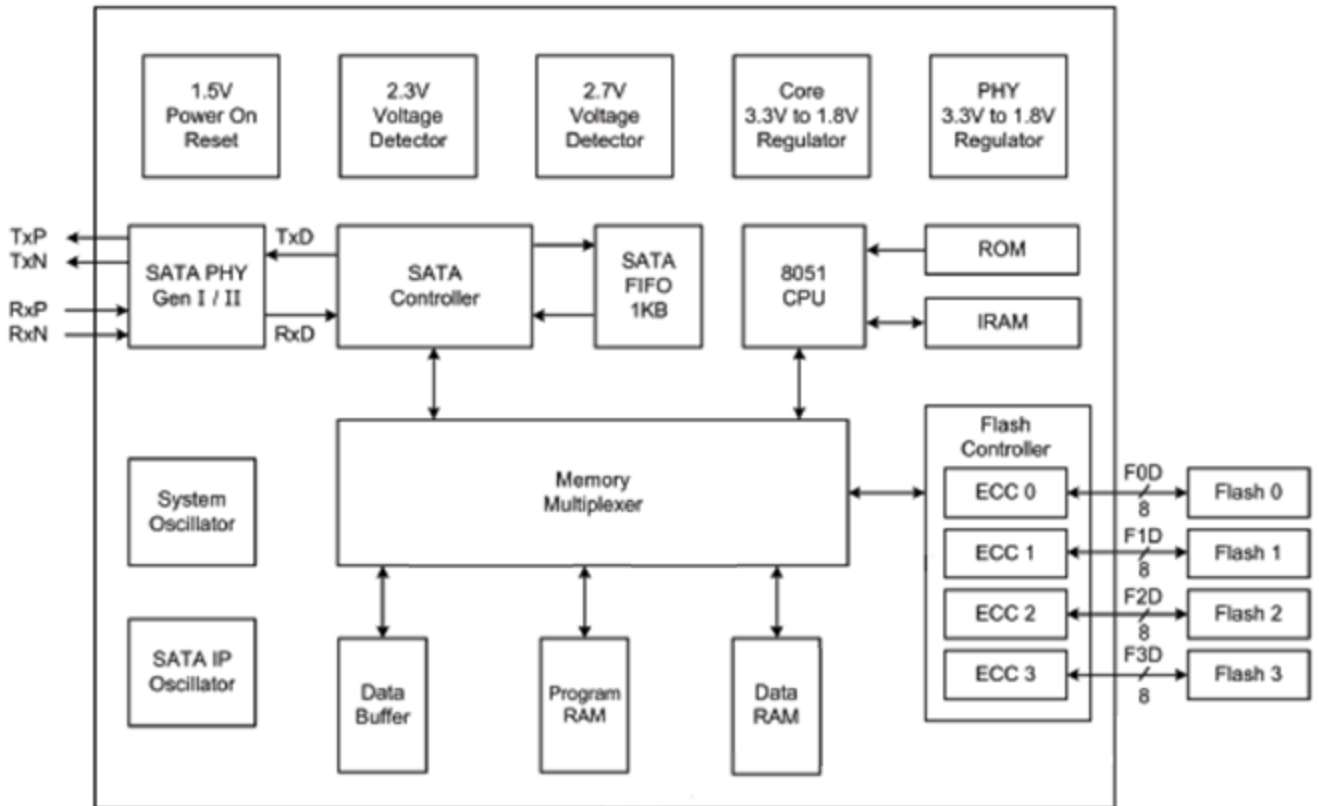 1.5V
Power On
Reset
2.3V
Voltage
Detector
2.7V
Voltage
Detector
Core
3.3V to 1.8V
Regulator
PHY
3.3V to 1.8V
Regulator
TxP
TxN
RxP
RxN
SATA PHY
Gen I / II
TxD
RxD
SATA
Controller
SATA
FIFO
1KB
8051
CPU
ROM
IRAM
System
Oscillator
SATA IP
Oscillator
Memory
Multiplexer
Data
Buffer
Program
RAM
Data
RAM
Flash
Controller
ECC 0
F0D
8
Flash 0
ECC 1
F1D
8
Flash 1
ECC 2
F2D
8
Flash 2
ECC 3
F3D
8
Flash 3